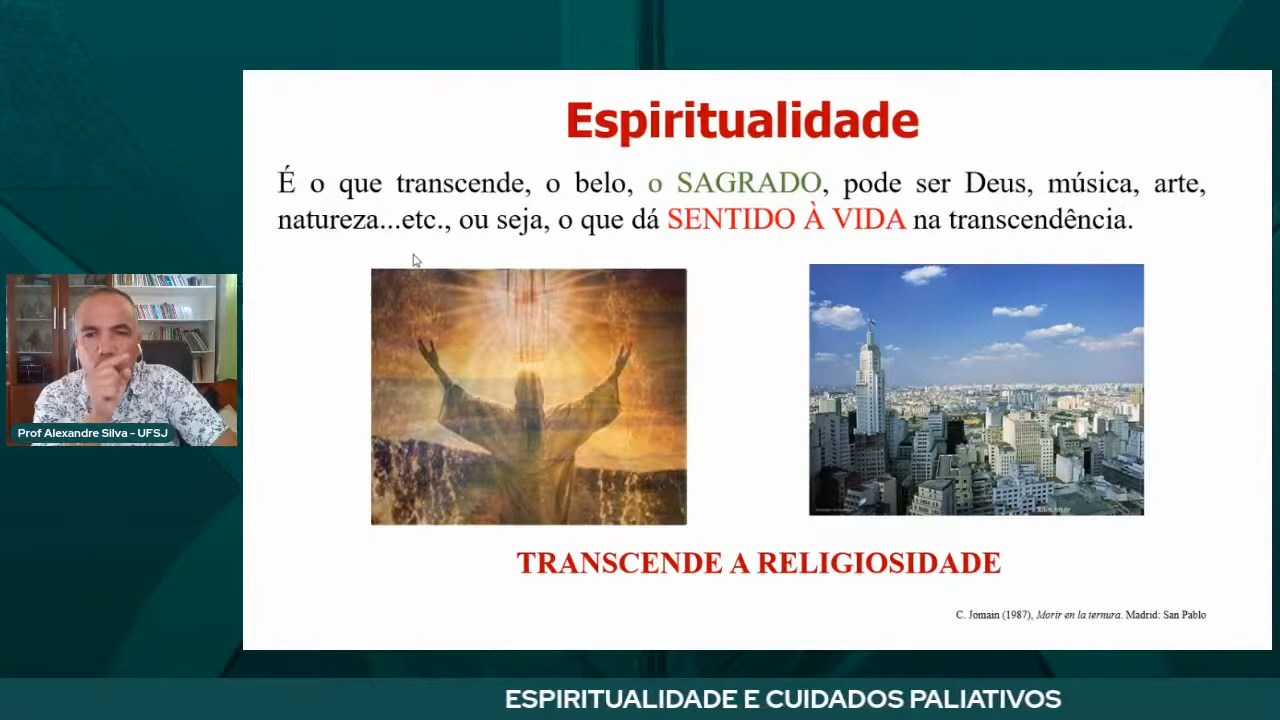 Espiritualidade
É o que transcende, o belo, o SAGRADO, pode ser Deus, música, arte,
natureza...etc., ou seja, o que dá SENTIDO À VIDA na transcendência.
Prof Alexandre Silva - UFSJ
TRANSCENDE A RELIGIOSIDADE
C. Jomain (1987), Morir en la ternura. Madrid: San Pablo
ESPIRITUALIDADE E CUIDADOS PALIATIVOS